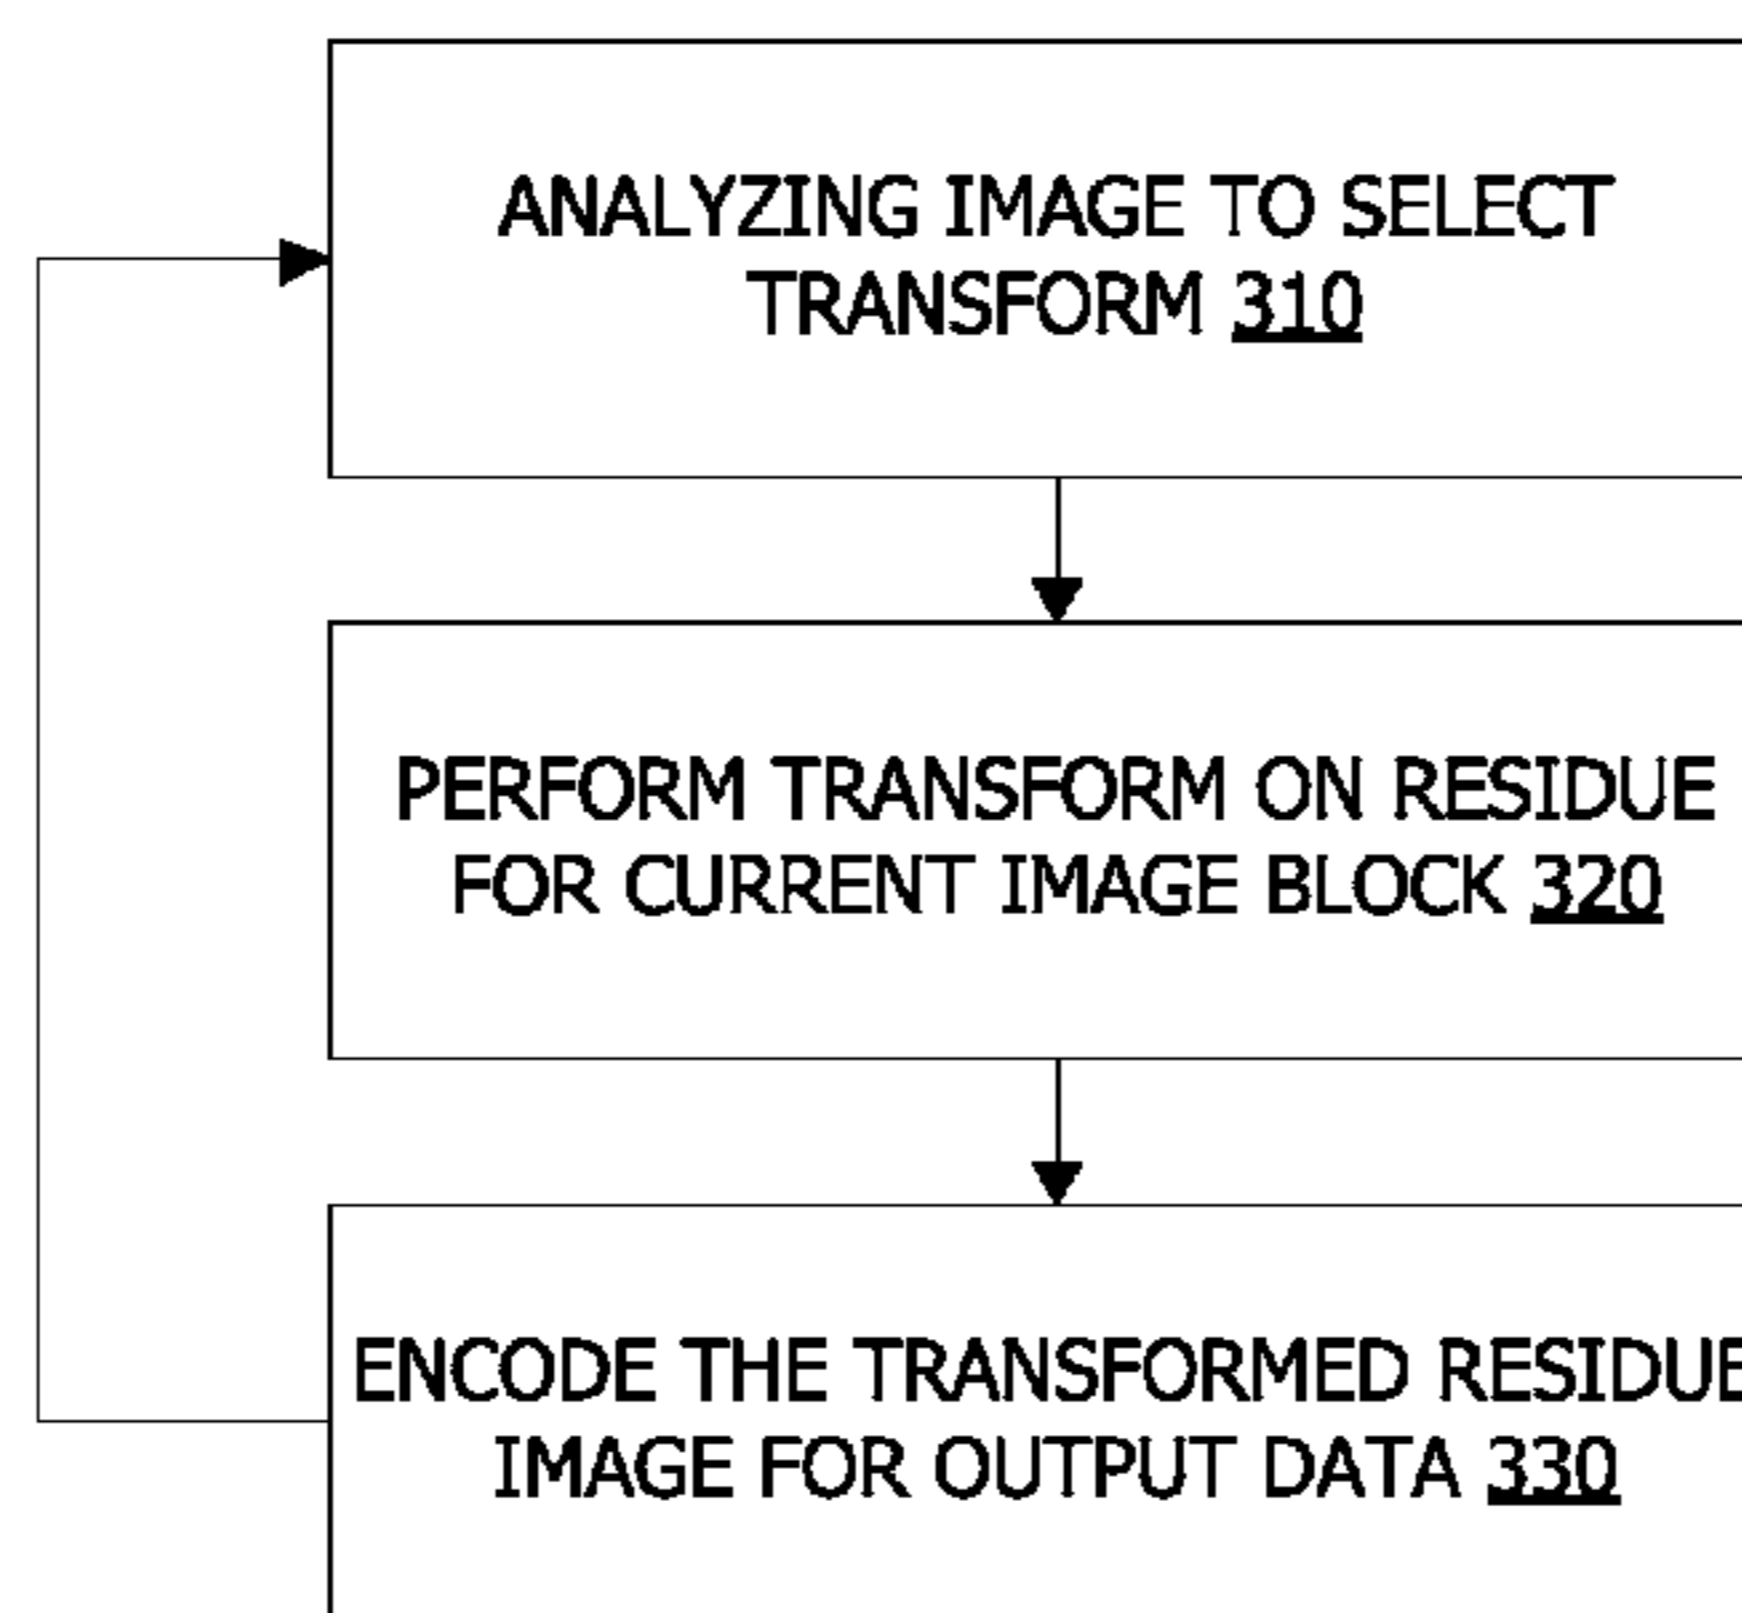 ANALYZING IMAGE TO SELECT
TRANSFORM 310
PERFORM TRANSFORM ON RESIDUE
FOR CURRENT IMAGE BLOCK 320
ENCODE THE TRANSFORMED RESIDUE
IMAGE FOR OUTPUT DATA 330